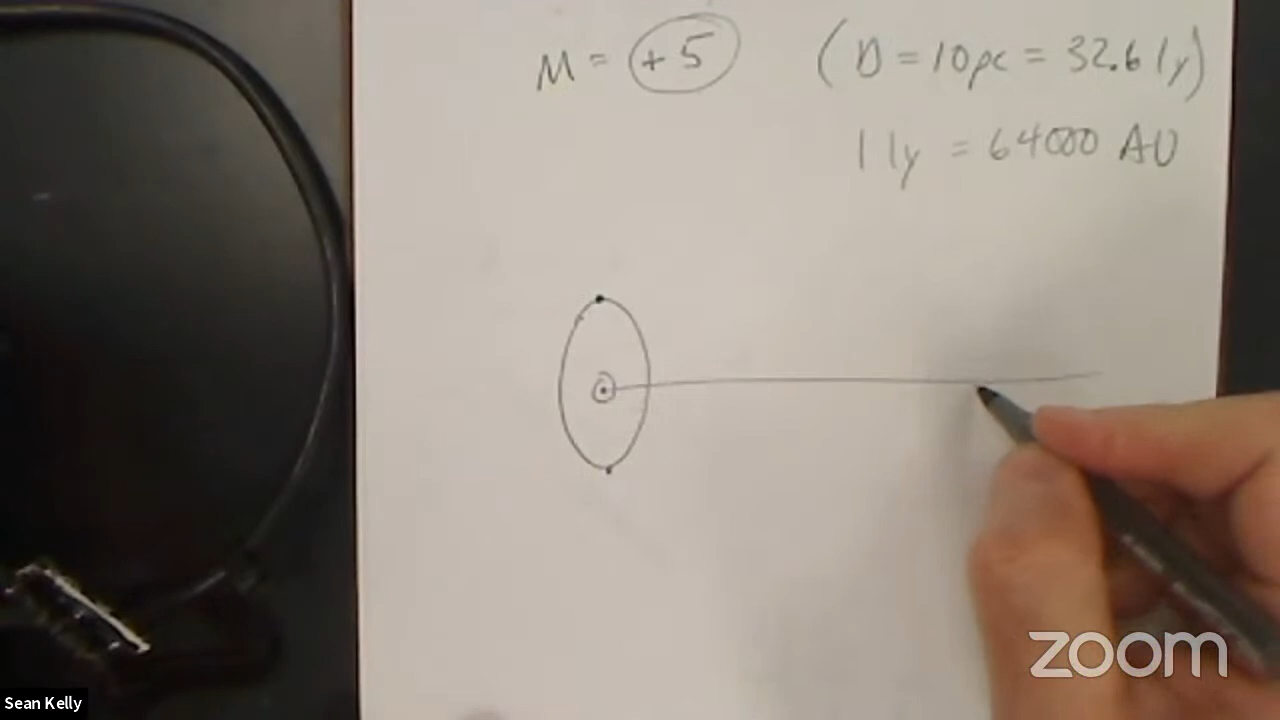 M = +5 (D = 10pc = 32.6 ly)
1 ly = 64000 AU
zoom
Sean Kelly